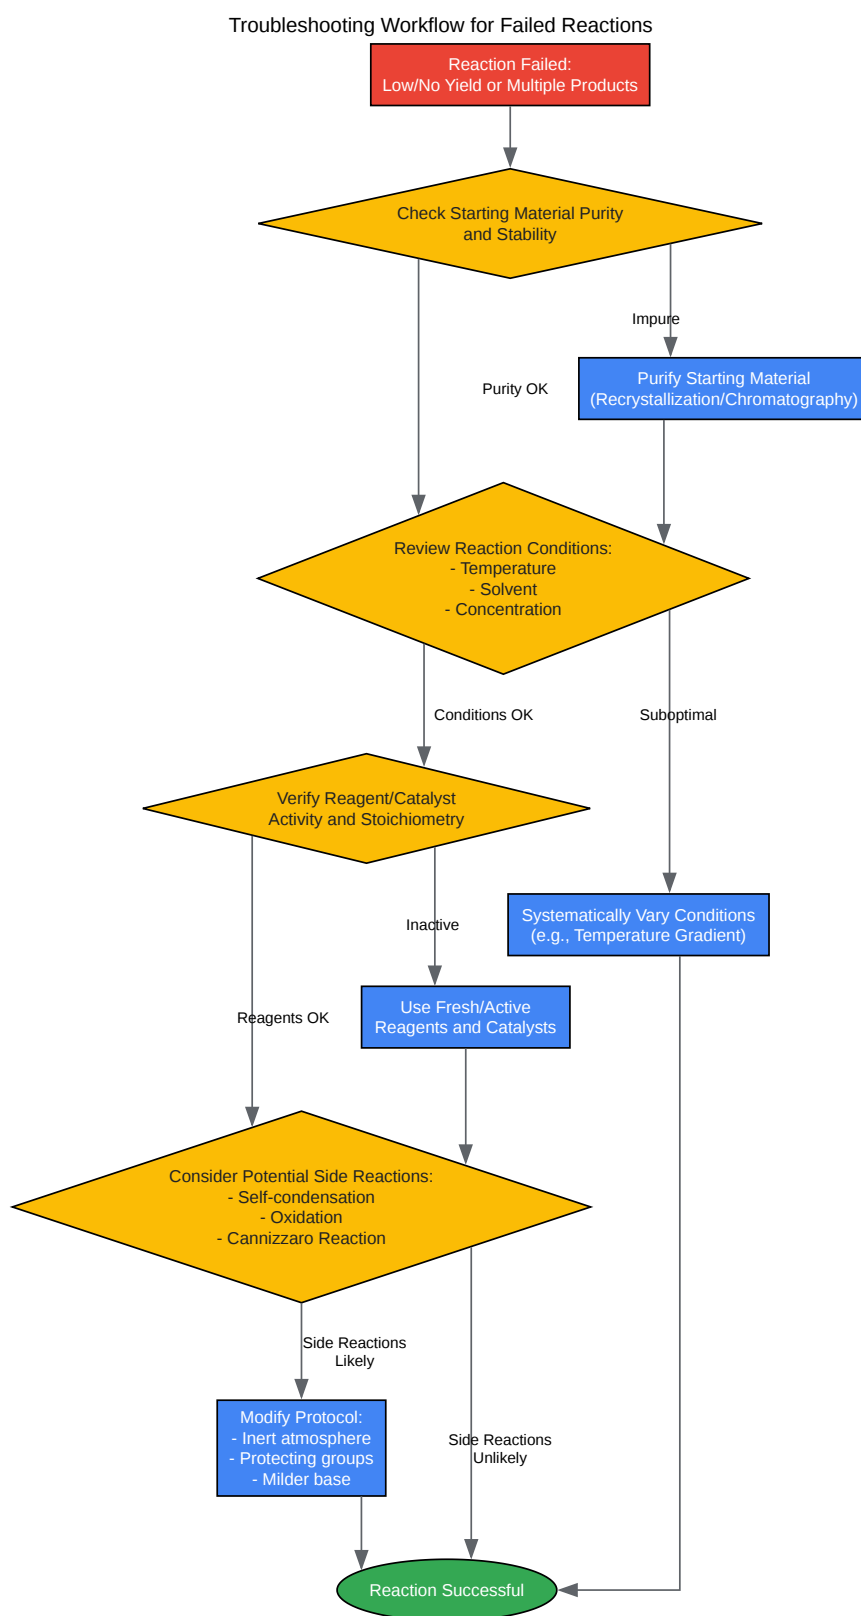 Troubleshooting Workflow for Failed Reactions
Reaction Failed:
Low/No Yield or Multiple Products
Check Starting Material Purity
and Stability
Impure
Purity OK
Purify Starting Material
(Recrystallization/Chromatography)
Review Reaction Conditions:
- Temperature
- Solvent
- Concentration
Conditions OK
Suboptimal
Verify Reagent/Catalyst
Activity and Stoichiometry
Inactive
Systematically Vary Conditions
(e.g., Temperature Gradient)
Reagents OK
Use Fresh/Active
Reagents and Catalysts
Consider Potential Side Reactions:
- Self-condensation
- Oxidation
- Cannizzaro Reaction
Side Reactions
Likely
Modify Protocol:
- Inert atmosphere
- Protecting groups
- Milder base
Side Reactions
Unlikely
Reaction Successful